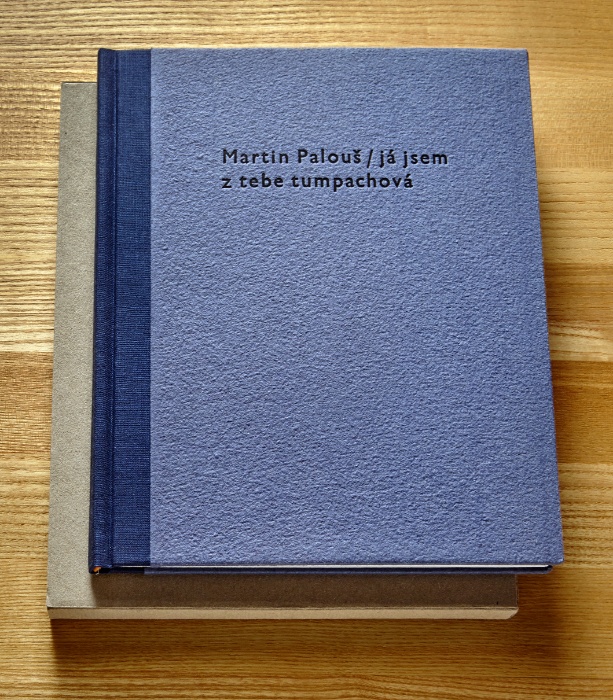 Martin Palouš / já jsem
z tebe tumpachová